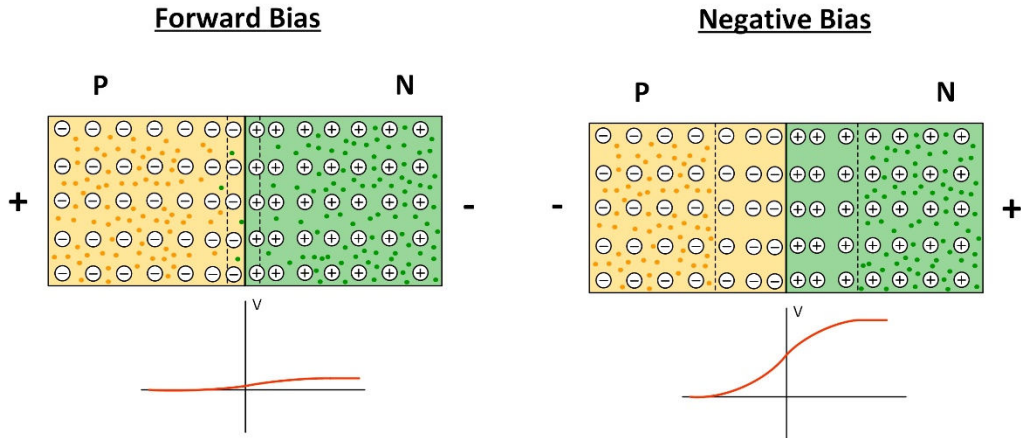 Forward Bias
P N
+ -
V
Negative Bias
P N
- +
V